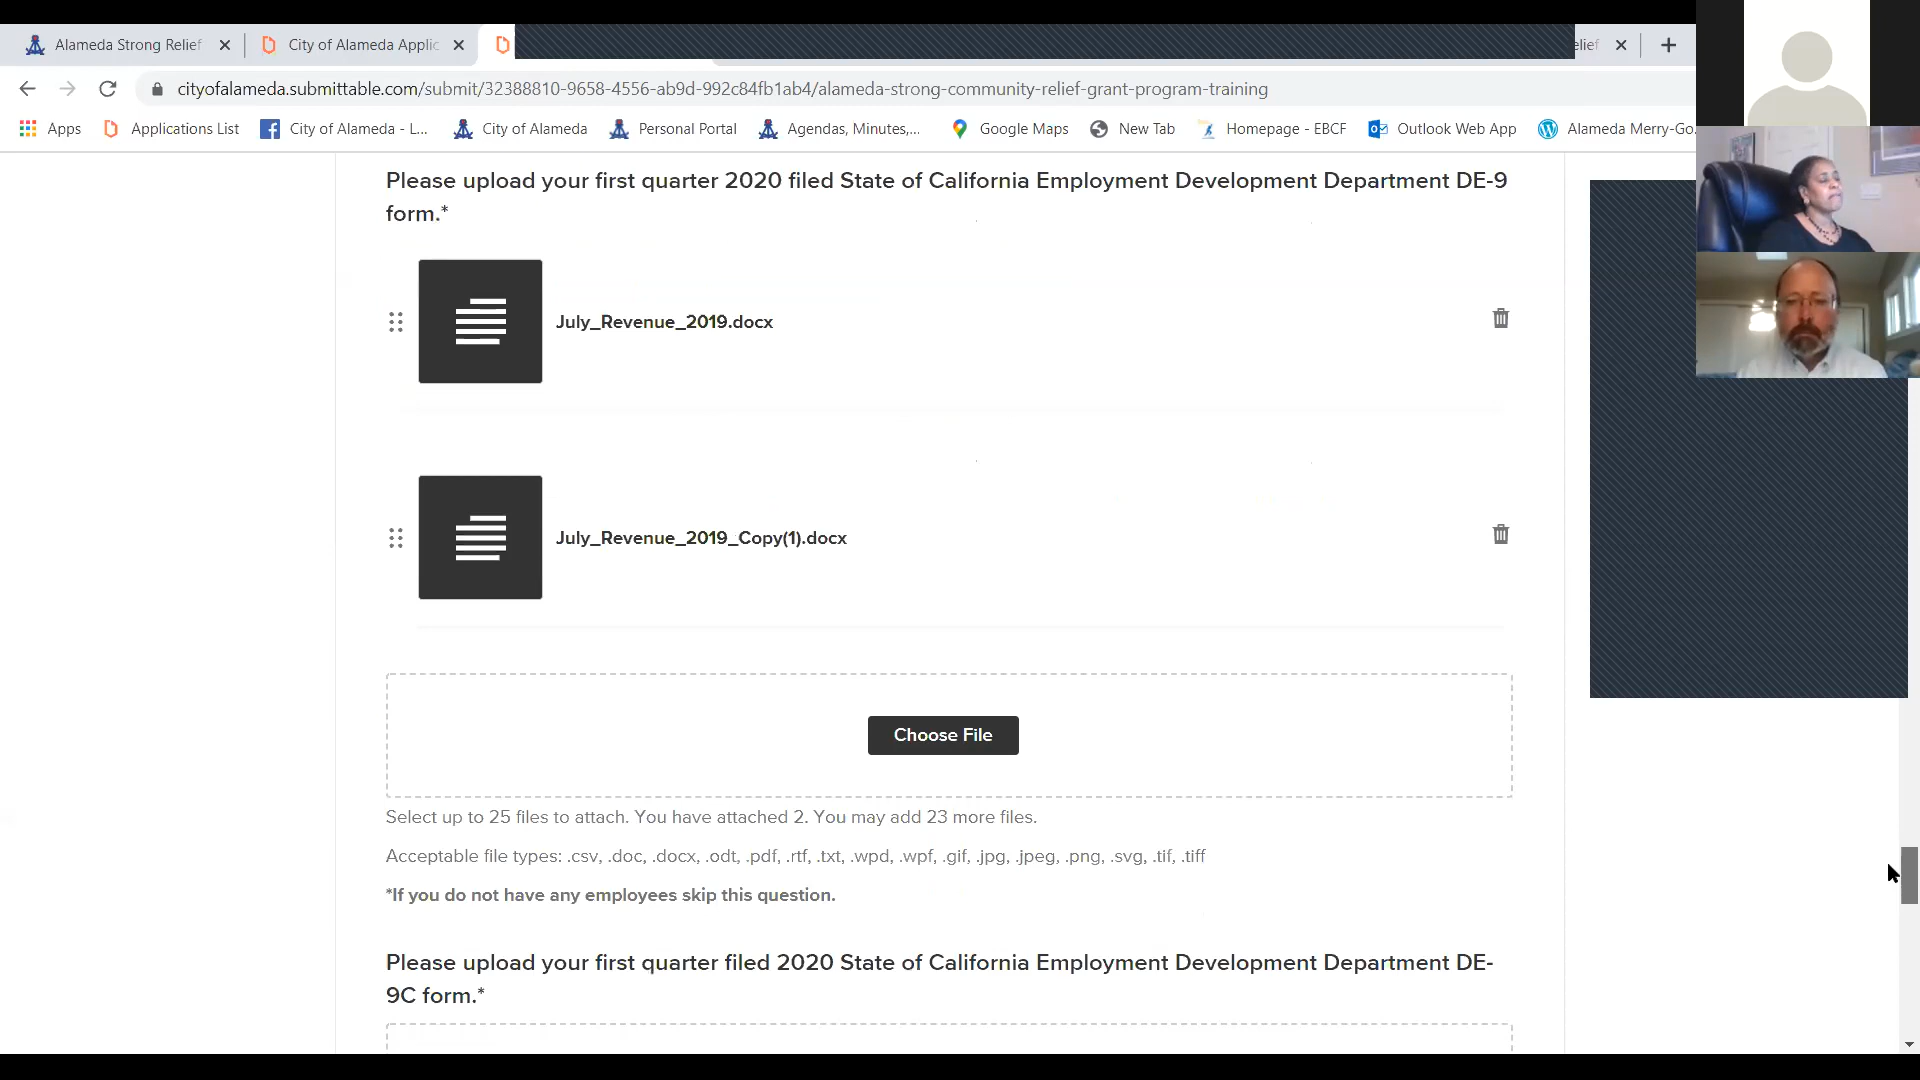 Alameda Strong Relief
City of Alameda Applic
elief
cityofalameda.submittable.com/submit/32388810-9658-4556-ab9d-992c84fb1ab4/alameda-strong-community-relief-grant-program-training
Apps
Applications List
City of Alameda - L...
City of Alameda
Personal Portal
Agendas, Minutes,...
Google Maps
New Tab
Homepage - EBCF
Outlook Web App
Alameda Merry-Go.
Please upload your first quarter 2020 filed State of California Employment Development Department DE-9
form.*
July_Revenue_2019.docx
July_Revenue_2019_Copy(1).docx
Choose File
Select up to 25 files to attach. You have attached 2. You may add 23 more files.
Acceptable file types: .csv, .doc, .docx, .odt, .pdf, .rtf, .txt, .wpd, .wpf, .gif, .jpg, .jpeg, .png, .svg, .tif, .tiff
*If you do not have any employees skip this question.
Please upload your first quarter filed 2020 State of California Employment Development Department DE-
9C form.*